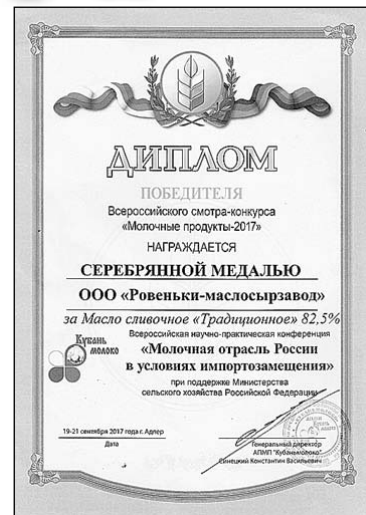 ДИПЛОМ
ПОБЕДИТЕЛЯ
Всероссийского смотра-конкурса
«Молочные продукты-2017»
НАГРАЖДАЕТСЯ
СЕРЕБРЯННОЙ МЕДАЛЬЮ
ООО «Ровеньки-маслосырзавод»
за Масло сливочное «Традиционное» 82,5%
Всероссийская научно-практическая конференция
Кубань
молоко
«Молочная отрасль России
в условиях импортозамещения»
при поддержке Министерства
сельского хозяйства Российской Федерации
19-21 сентября 2017 года г. Адлер
Дата
Генеральный директор
АПМП "Кубаньмолоко"
Синецкий Константин Васильевич